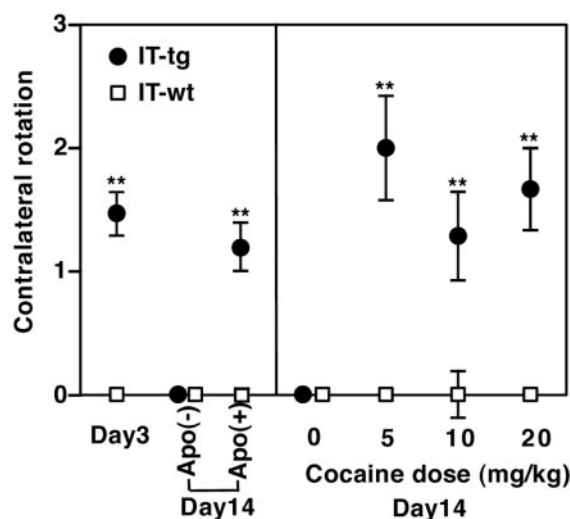 3
IT-tg
IT-wt
**
**
2
**
**
**
1
0
Contralateral rotation
Day3
Apo(-)
Apo(+)
Day14
0 5 10 20
Cocaine dose (mg/kg)
Day14